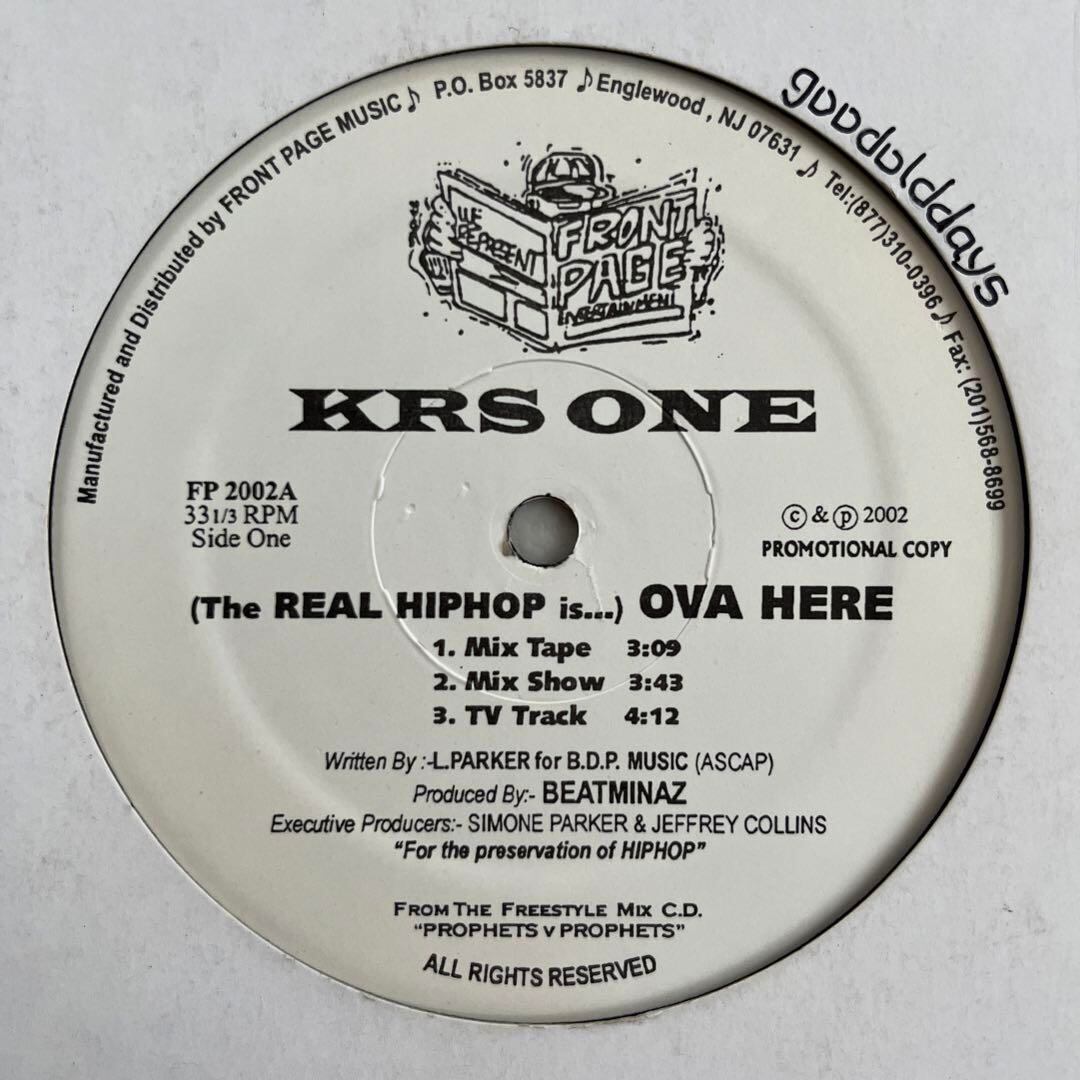 Manufactured and Distributed by FRONT PAGE MUSIC ♪ P.O. Box 5837 ♪ Englewood, NJ 07631 ♪ Tel:(877)310-0396 ♪ Fax: (201)568-8699
goodolddays
WE REPRESENT
FRONT
PAGE
ENTERTAINMENT
KRS ONE
FP 2002A
33 1/3 RPM
Side One
© & ℗ 2002
PROMOTIONAL COPY
(The REAL HIPHOP is...) OVA HERE
1. Mix Tape 3:09
2. Mix Show 3:43
3. TV Track 4:12
Written By :-L.PARKER for B.D.P. MUSIC (ASCAP)
Produced By:- BEATMINAZ
Executive Producers:- SIMONE PARKER & JEFFREY COLLINS
"For the preservation of HIPHOP"
FROM THE FREESTYLE MIX C.D.
"PROPHETS v PROPHETS"
ALL RIGHTS RESERVED